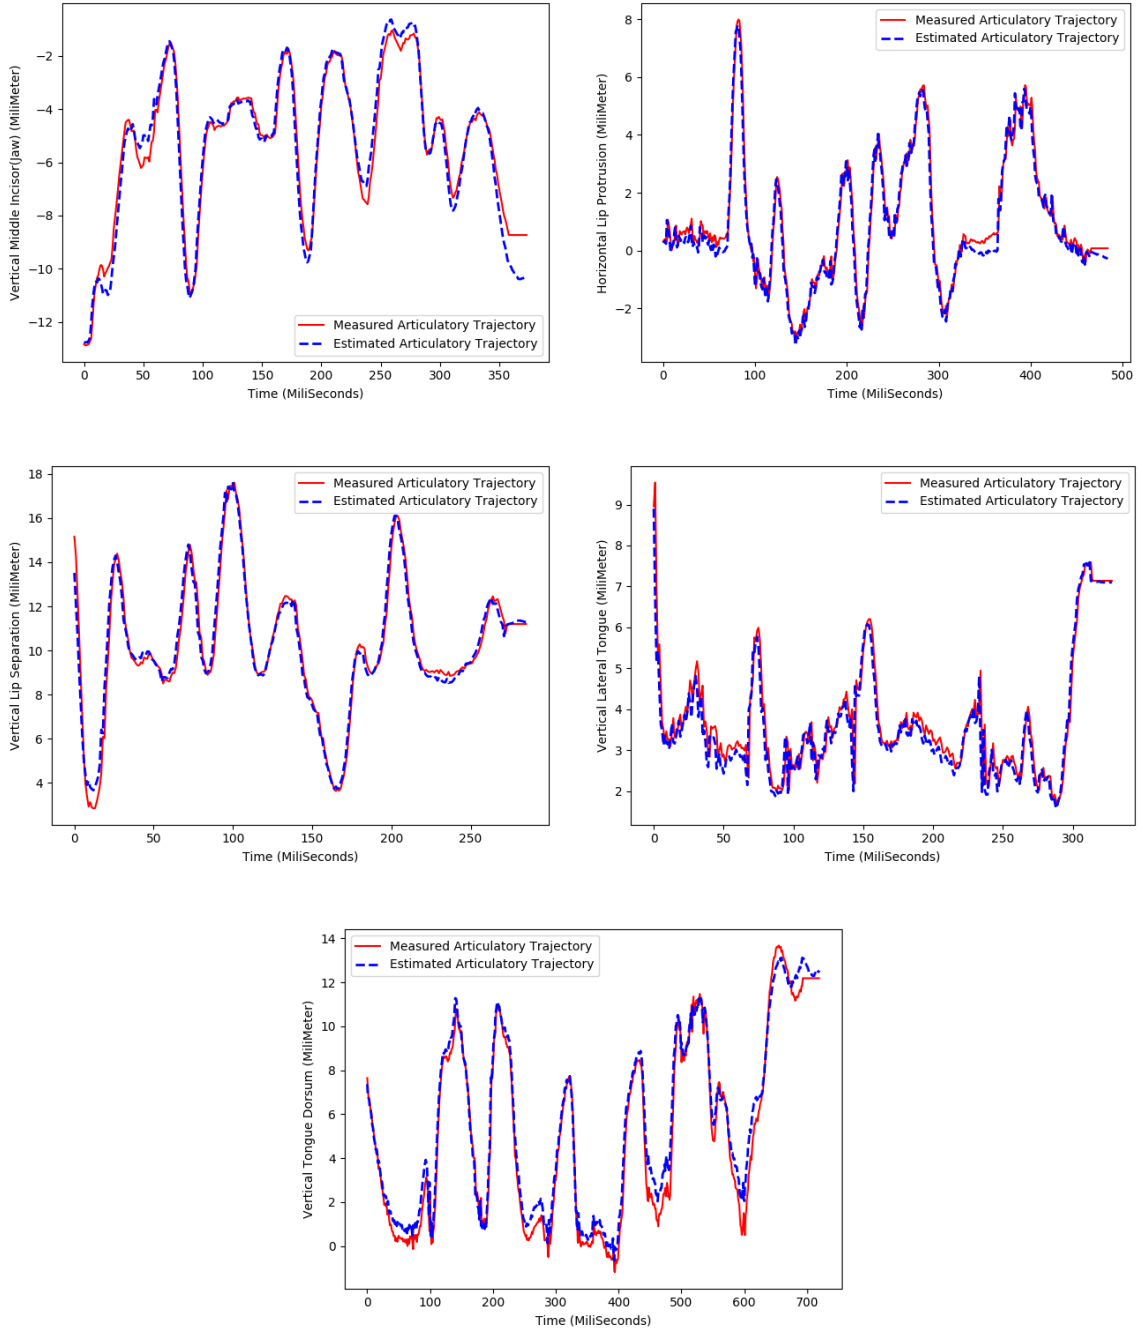 Vertical Middle Incisor(Jaw) (MiliMeter)
−2
−4
−6
−8
−10
−12
Measured Articulatory Trajectory
Estimated Articulatory Trajectory
0 50 100 150 200 250 300 350
Time (MiliSeconds)
Horizontal Lip Protrusion (MiliMeter)
8
6
4
2
0
−2
Measured Articulatory Trajectory
Estimated Articulatory Trajectory
0 100 200 300 400 500
Time (MiliSeconds)
Vertical Lip Separation (MiliMeter)
18
16
14
12
10
8
6
4
Measured Articulatory Trajectory
Estimated Articulatory Trajectory
0 50 100 150 200 250
Time (MiliSeconds)
Vertical Lateral Tongue (MiliMeter)
9
8
7
6
5
4
3
2
Measured Articulatory Trajectory
Estimated Articulatory Trajectory
0 50 100 150 200 250 300
Time (MiliSeconds)
Vertical Tongue Dorsum (MiliMeter)
14
12
10
8
6
4
2
0
Measured Articulatory Trajectory
Estimated Articulatory Trajectory
0 100 200 300 400 500 600 700
Time (MiliSeconds)